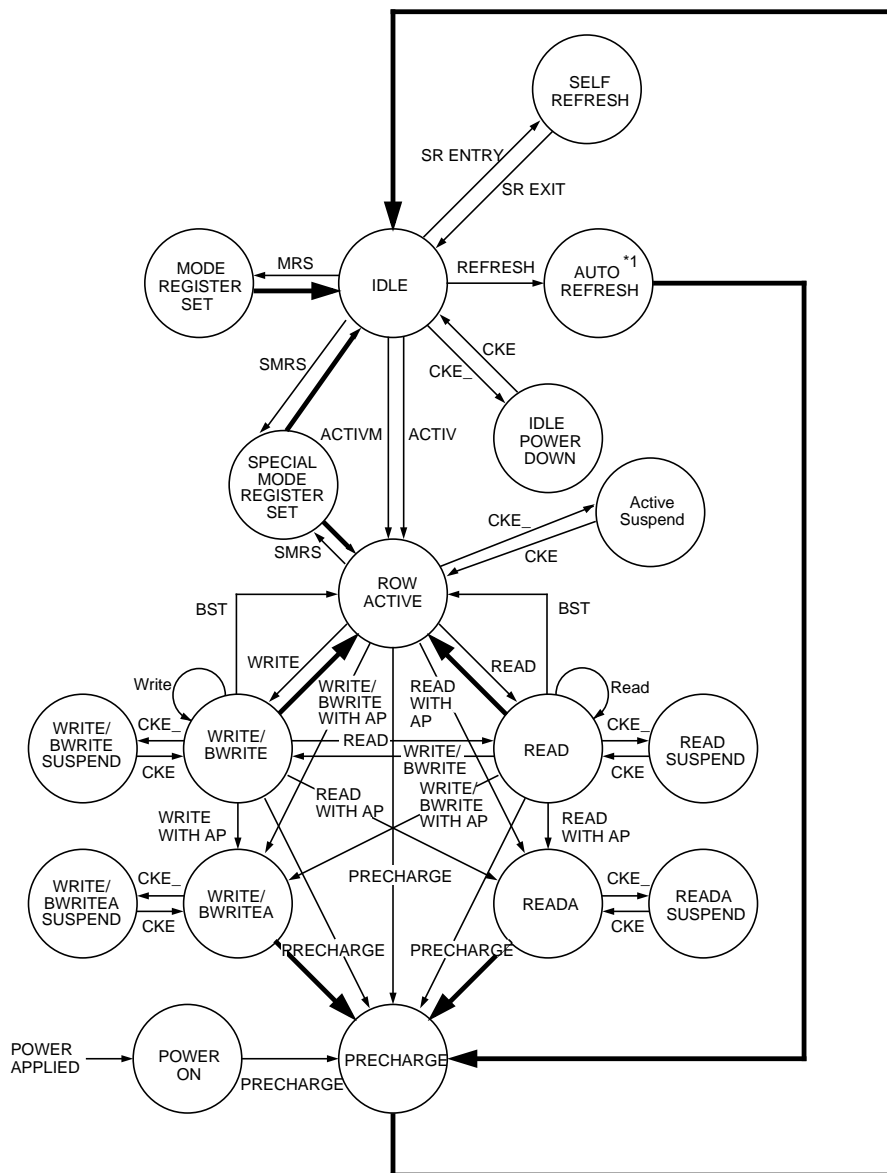 SELF
REFRESH
SR ENTRY
SR EXIT
MODE
REGISTER
SET
MRS
IDLE
REFRESH
AUTO *1
REFRESH
SMRS
CKE
CKE_
IDLE
POWER
DOWN
ACTIVM
ACTIV
SPECIAL
MODE
REGISTER
SET
Active
Suspend
CKE_
CKE
SMRS
ROW
ACTIVE
BST
BST
WRITE
READ
Write
Read
WRITE/
BWRITE
WITH AP
READ
WITH
AP
WRITE/
BWRITE
SUSPEND
CKE_
CKE
WRITE/
BWRITE
READ
WRITE/
BWRITE
READ
CKE_
CKE
READ
SUSPEND
WRITE
WITH AP
READ
WITH AP
WRITE/
BWRITE
WITH AP
READ
WITH AP
WRITE/
BWRITEA
SUSPEND
CKE_
CKE
WRITE/
BWRITEA
PRECHARGE
READA
CKE_
CKE
READA
SUSPEND
PRECHARGE
PRECHARGE
POWER
APPLIED
POWER
ON
PRECHARGE
PRECHARGE